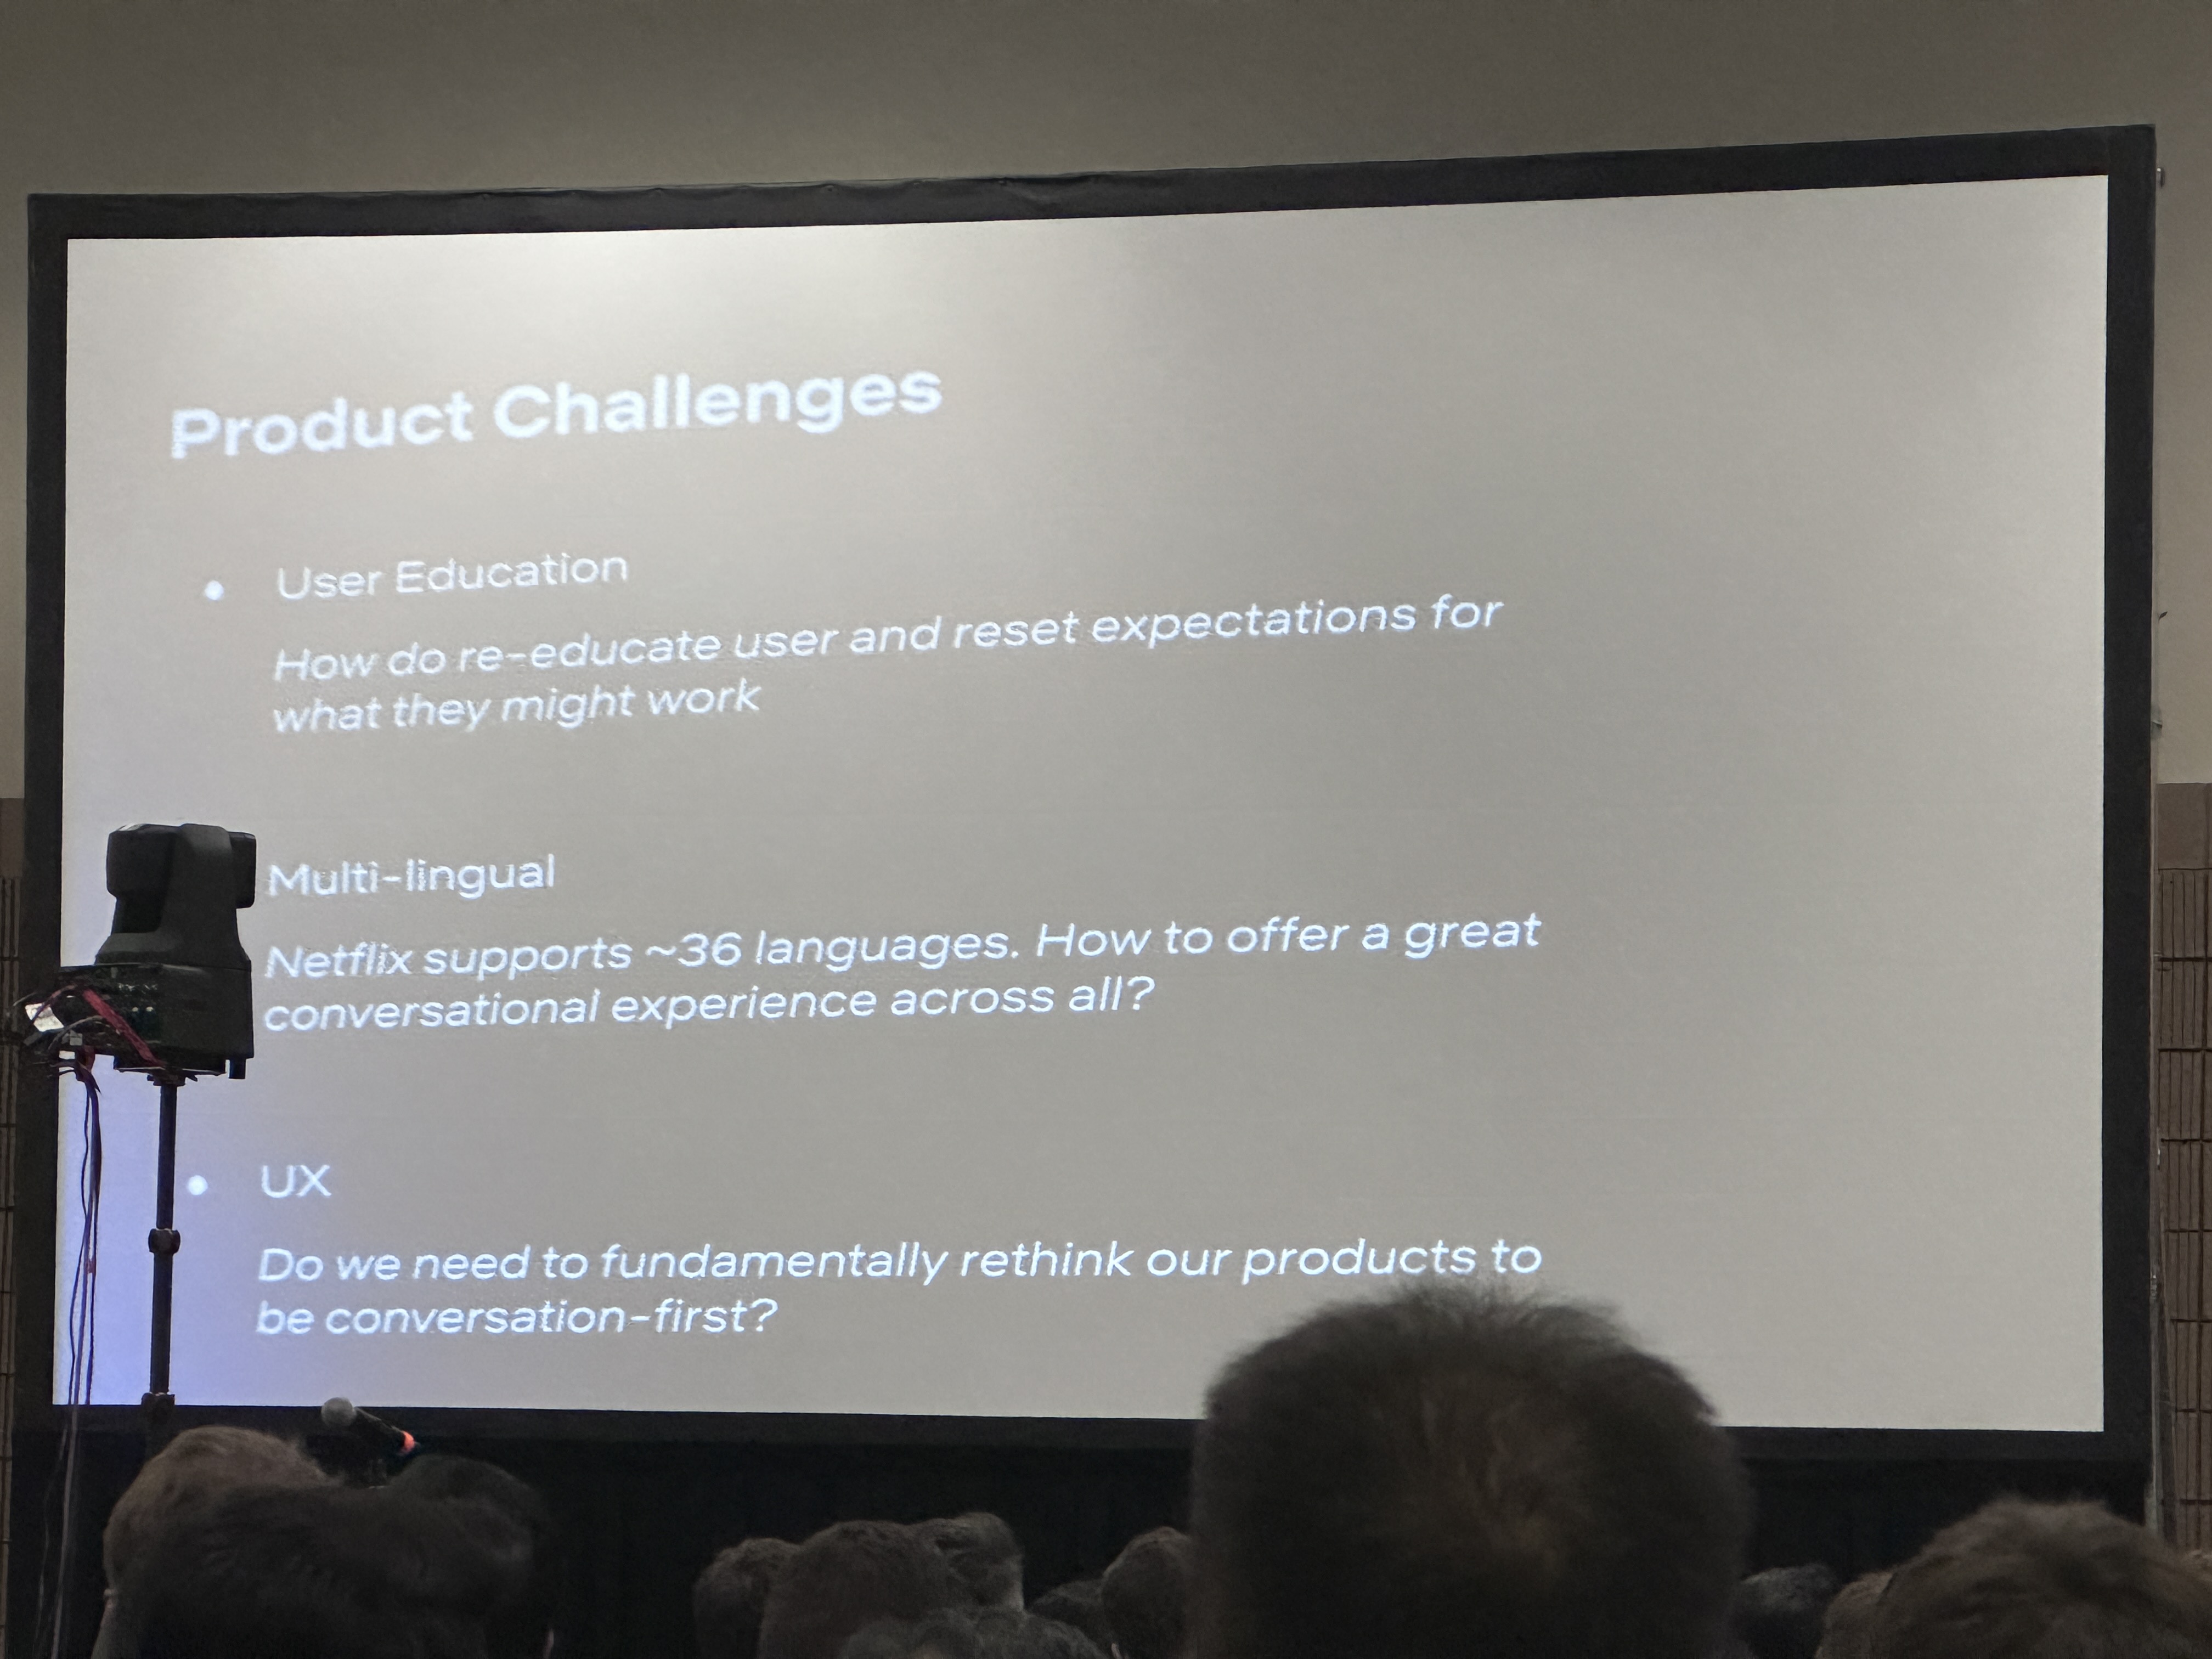 Product Challenges
• User Education
How do re-educate user and reset expectations for
what they might work
Multi-lingual
Netflix supports ~36 languages. How to offer a great
conversational experience across all?
• UX
Do we need to fundamentally rethink our products to
be conversation-first?